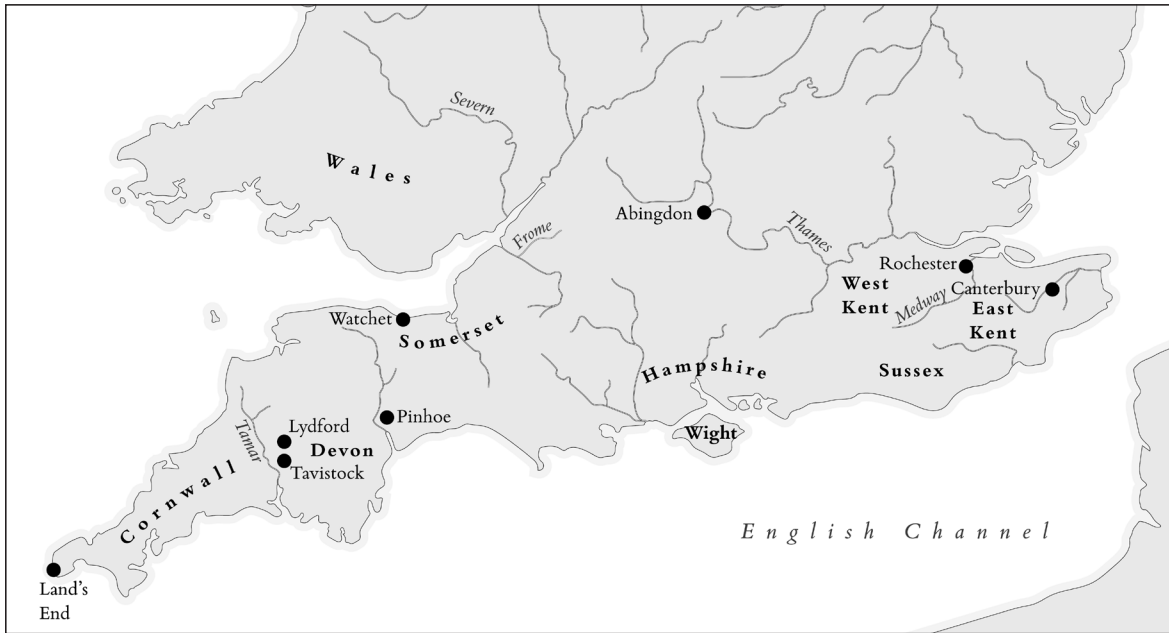 Severn
Wales
Abingdon
Thames
Frome
Rochester
West
Kent
Medway
Canterbury
East
Kent
Watchet
Somerset
Hampshire
Sussex
Pinhoe
Lydford
Tamar
Devon
Tavistock
Wight
Cornwall
English Channel
Land’s
End